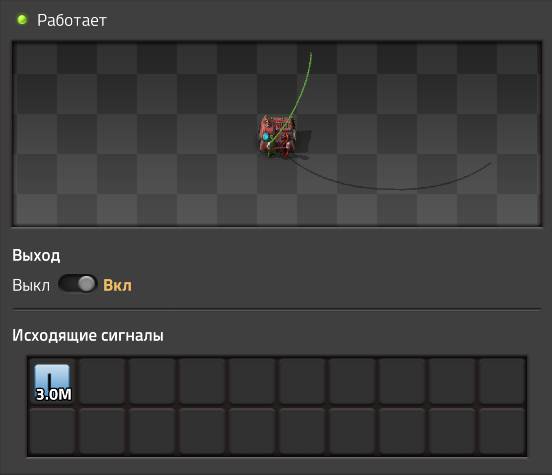 Работает
Выход
Выкл Вкл
Исходящие сигналы
3.0M